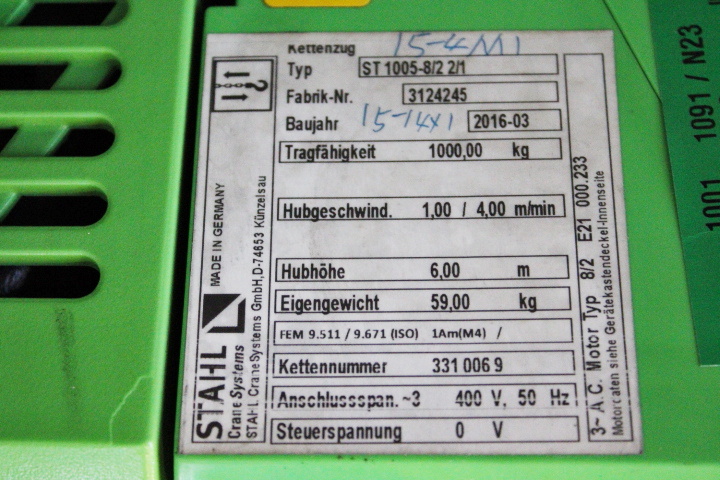 Kettenzug 15-4M1
Typ ST 1005-8/2 2/1
Fabrik-Nr. 3124245
Baujahr 2016-03
Tragfähigkeit 1000,00 kg
Hubgeschwind. 1,00 / 4,00 m/min
Hubhöhe 6,00 m
Eigengewicht 59,00 kg
FEM 9.511 / 9.671 (ISO) 1Am(M4) /
Kettennummer 331 006 9
Anschlussspan. ~3 400 V, 50 Hz
Steuerspannung 0 V
MADE IN GERMANY
STAHL
CraneSystems
STAHL CraneSystems GmbH,D-74653 Künzelsau
3~ A.C. Motor Typ 8/2 E21 000.233
Motordaten siehe Gerätekastendeckel-Innenseite
1001 1091 / N23